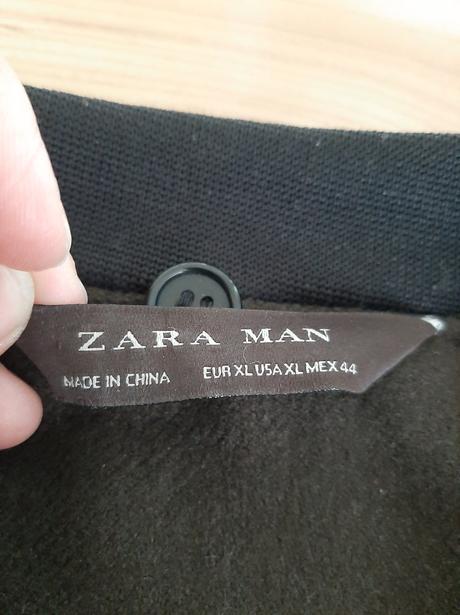 ZARA MAN
MADE IN CHINA EUR XL USA XL MEX 44